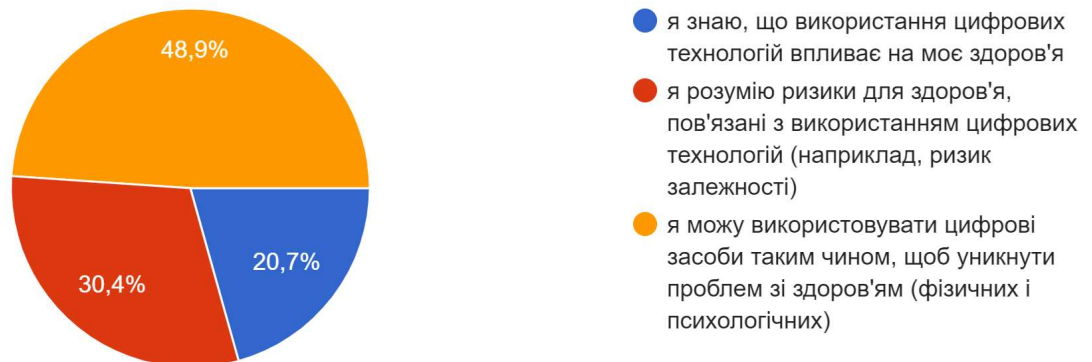 48,9%
30,4%
20,7%
я знаю, що використання цифрових
технологій впливає на моє здоров'я
я розумію ризики для здоров'я,
пов'язані з використанням цифрових
технологій (наприклад, ризик
залежності)
я можу використовувати цифрові
засоби таким чином, щоб уникнути
проблем зі здоров'ям (фізичних і
психологічних)